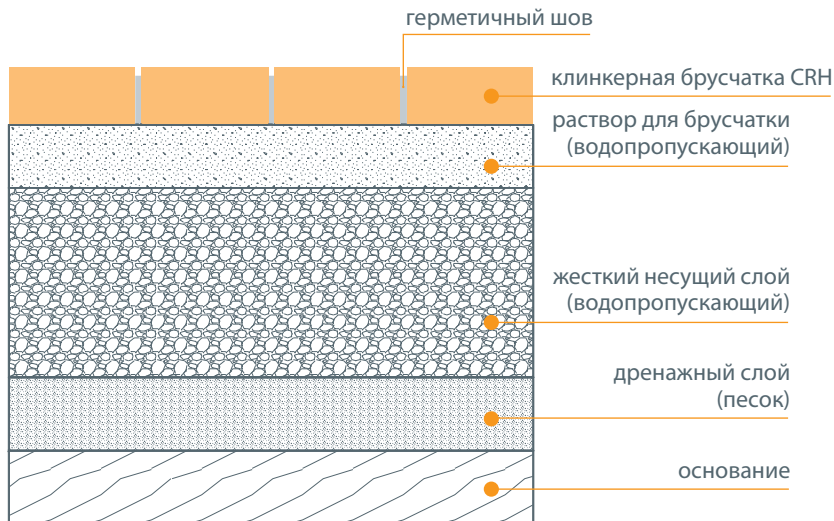 герметичный шов
клинкерная брусчатка CRH
раствор для брусчатки
(водопропускающий)
жесткий несущий слой
(водопропускающий)
дренажный слой
(песок)
основание